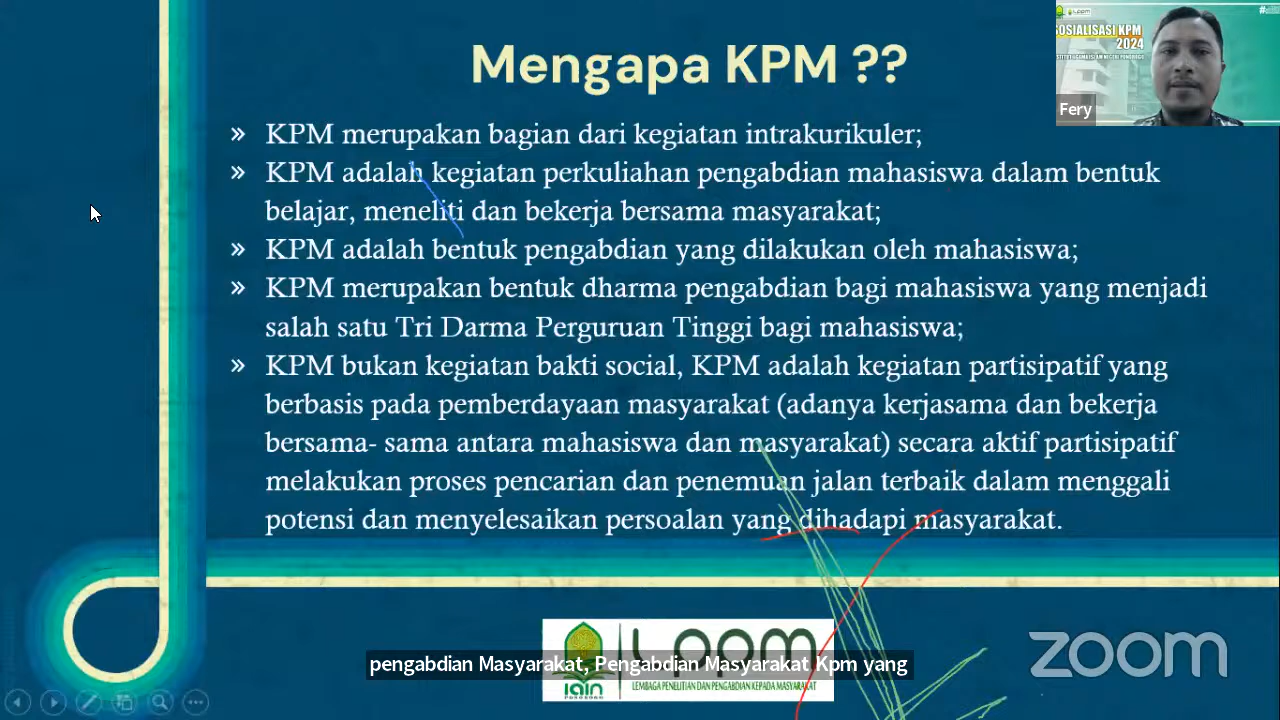 Mengapa KPM ??
» KPM merupakan bagian dari kegiatan intrakurikuler;
» KPM adalah kegiatan perkuliahan pengabdian mahasiswa dalam bentuk
belajar, meneliti dan bekerja bersama masyarakat;
» KPM adalah bentuk pengabdian yang dilakukan oleh mahasiswa;
» KPM merupakan bentuk dharma pengabdian bagi mahasiswa yang menjadi
salah satu Tri Darma Perguruan Tinggi bagi mahasiswa;
» KPM bukan kegiatan bakti social, KPM adalah kegiatan partisipatif yang
berbasis pada pemberdayaan masyarakat (adanya kerjasama dan bekerja
bersama- sama antara mahasiswa dan masyarakat) secara aktif partisipatif
melakukan proses pencarian dan penemuan jalan terbaik dalam menggali
potensi dan menyelesaikan persoalan yang dihadapi masyarakat.
SOSIALISASI KPM
2024
Fery
LPPM
pengabdian Masyarakat, Pengabdian Masyarakat Kpm yang
iain
LEMBAGA PENELITIAN DAN PENGABDIAN KEPADA MASYARAKAT
zoom